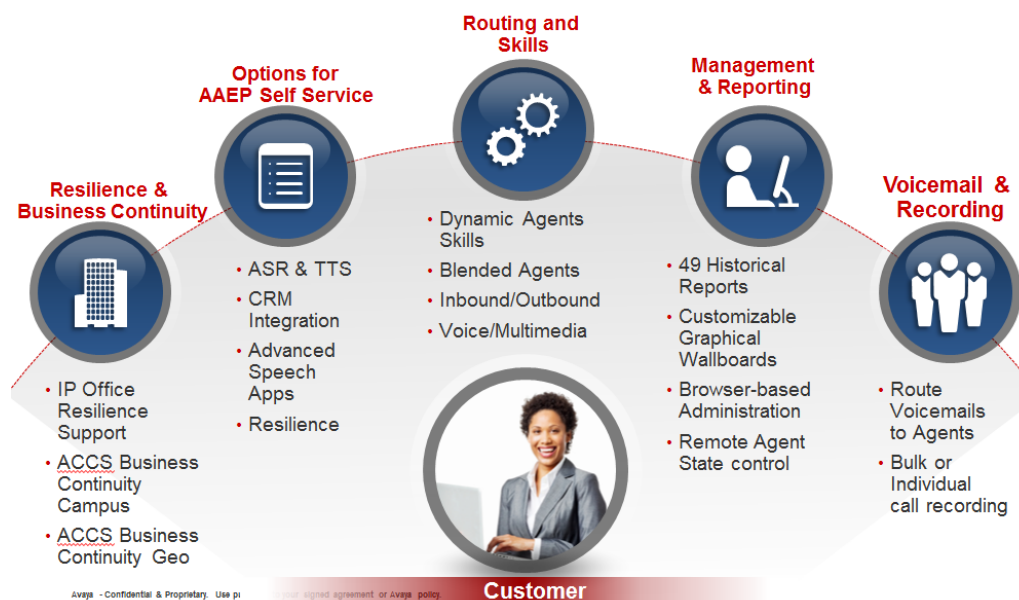 Routing and
Skills
Options for
AAEP Self Service
Management
& Reporting
Resilience &
Business Continuity
Voicemail &
Recording
• IP Office
Resilience
Support
• ACCS Business
Continuity
Campus
• ACCS Business
Continuity Geo
• ASR & TTS
• CRM
Integration
• Advanced
Speech
Apps
• Resilience
• Dynamic Agents
Skills
• Blended Agents
• Inbound/Outbound
• Voice/Multimedia
• 49 Historical
Reports
• Customizable
Graphical
Wallboards
• Browser-based
Administration
• Remote Agent
State control
• Route
Voicemails
to Agents
• Bulk or
Individual
call recording
Customer
Avaya - Confidential & Proprietary. Use your signed agreement or Avaya policy.